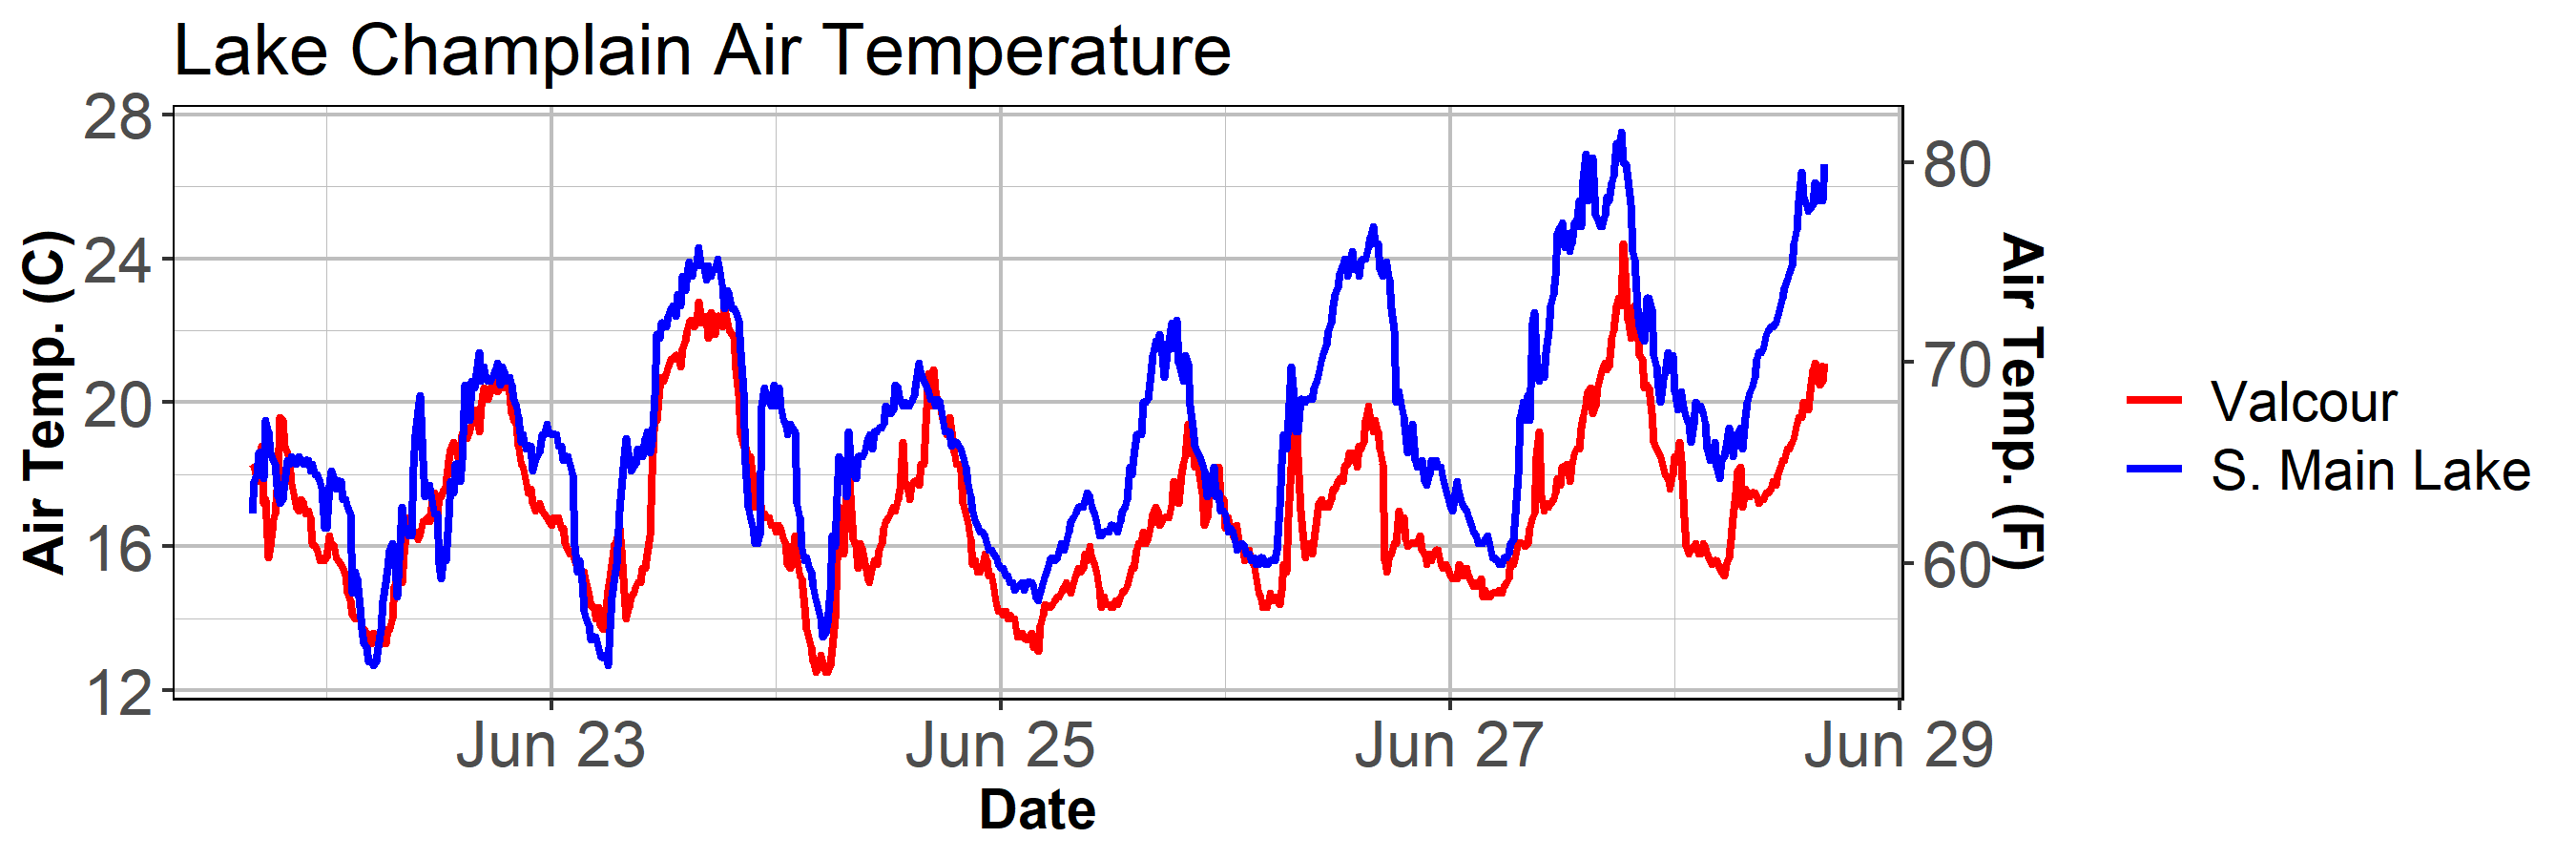 Lake Champlain Air Temperature
28
24
20
16
12
Air Temp. (C)
80
70
60
Air Temp. (F)
Jun 23
Jun 25
Jun 27
Jun 29
Date
Valcour
S. Main Lake